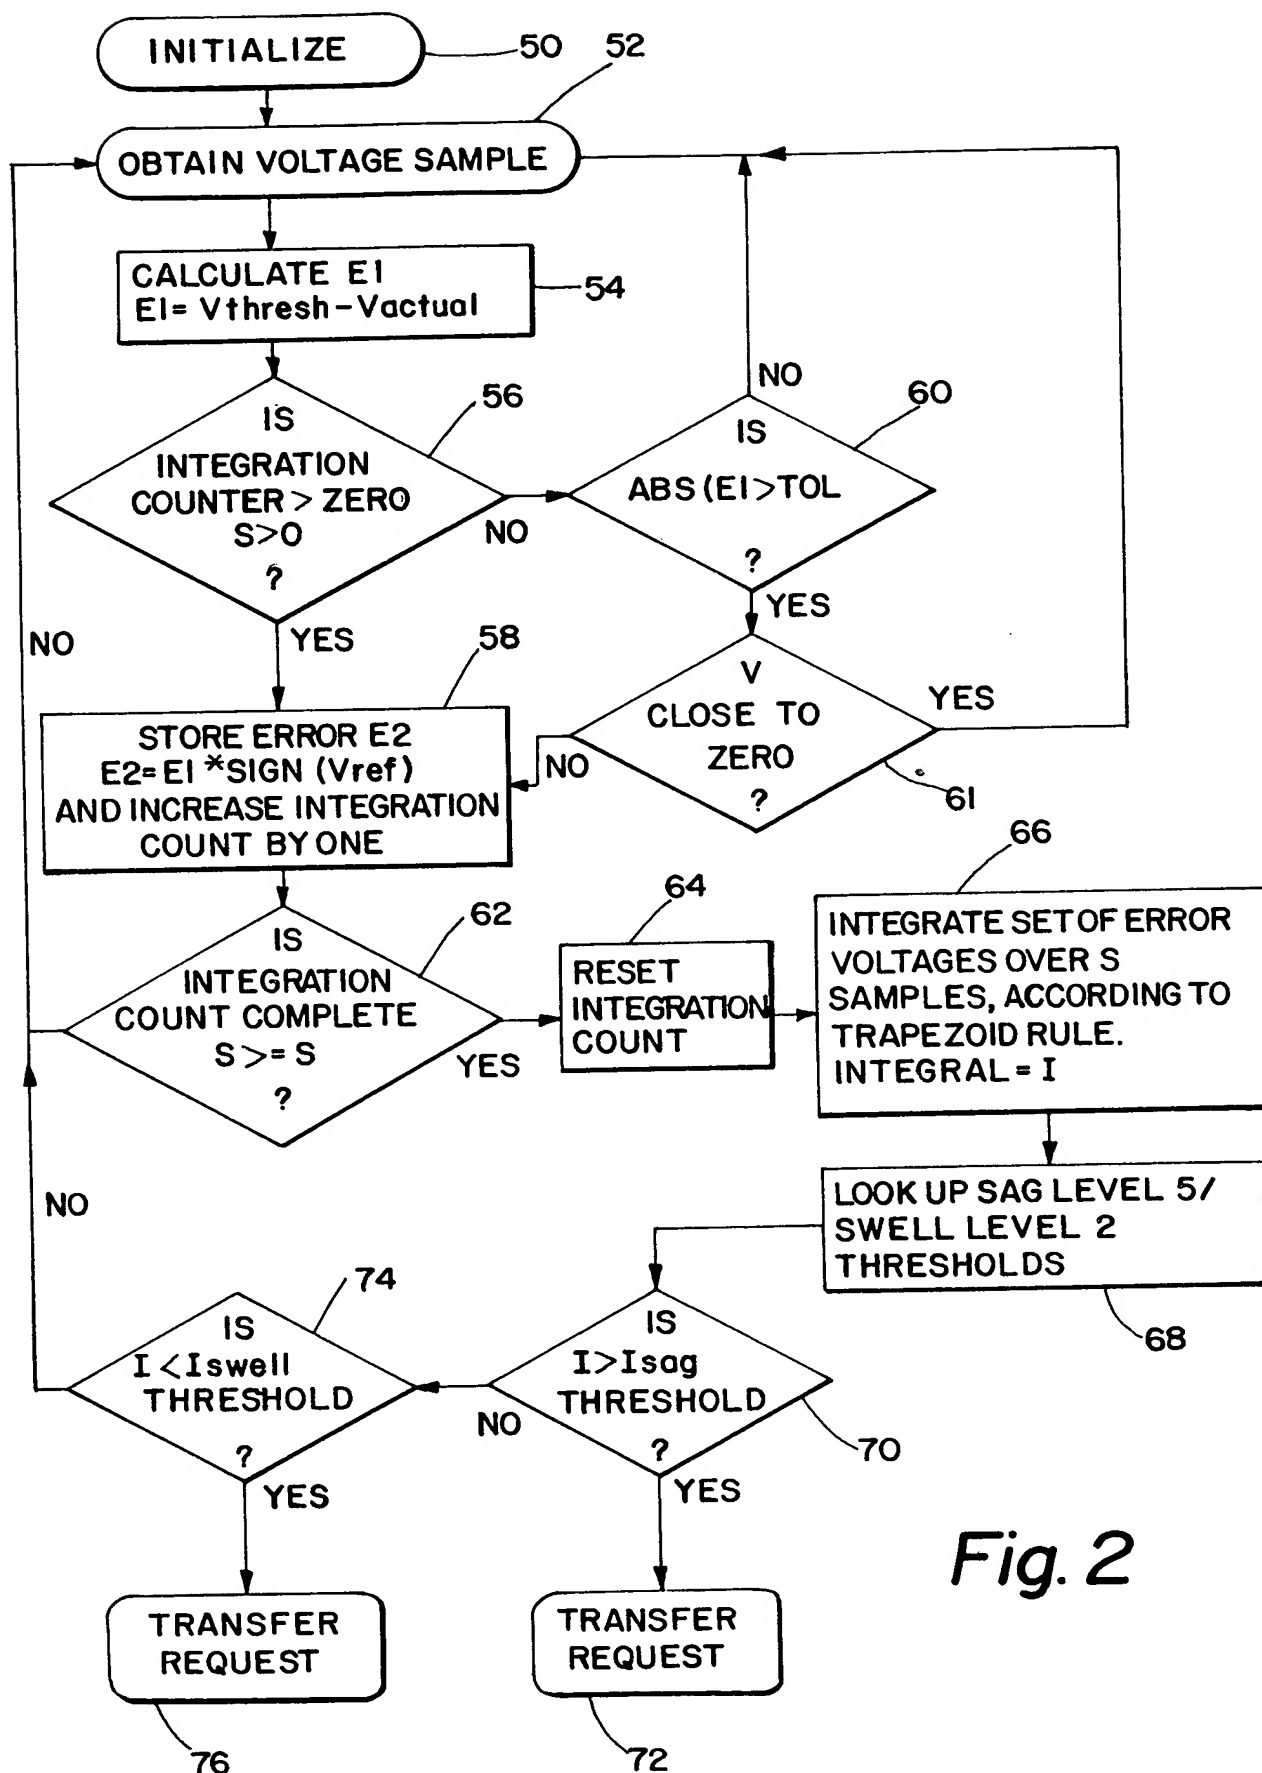 INITIALIZE
50
52
OBTAIN VOLTAGE SAMPLE
CALCULATE E1
E1= Vthresh-Vactual
54
IS
INTEGRATION
COUNTER > ZERO
S>0
?
56
NO
YES
NO
60
IS
ABS (E1>TOL
?
YES
V
CLOSE TO
ZERO
?
YES
NO
61
NO
58
STORE ERROR E2
E2=E1 *SIGN (Vref)
AND INCREASE INTEGRATION
COUNT BY ONE
62
IS
INTEGRATION
COUNT COMPLETE
S >= S
?
YES
64
RESET
INTEGRATION
COUNT
66
INTEGRATE SET OF ERROR
VOLTAGES OVER S
SAMPLES, ACCORDING TO
TRAPEZOID RULE.
INTEGRAL = I
LOOK UP SAG LEVEL 5/
SWELL LEVEL 2
THRESHOLDS
68
NO
74
IS
I <Iswell
THRESHOLD
?
YES
NO
IS
I>Isag
THRESHOLD
?
70
YES
TRANSFER
REQUEST
76
TRANSFER
REQUEST
72
Fig. 2